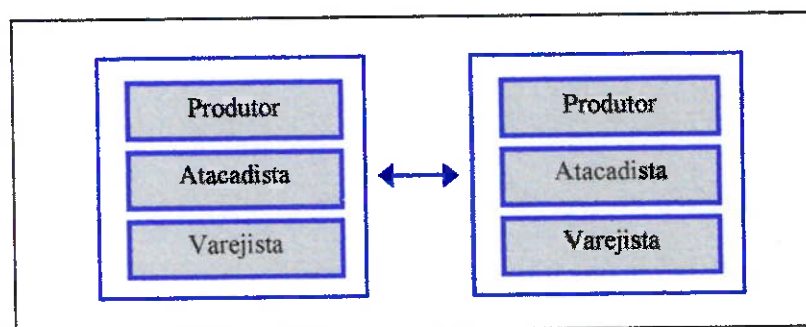 Produtor
Atacadista
Varejista
Produtor
Atacadista
Varejista